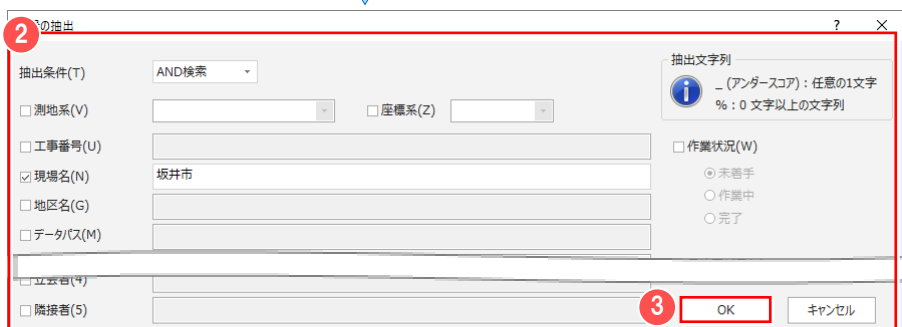 の抽出
? ×
2
抽出条件(T) AND検索
抽出文字列
_ (アンダースコア) : 任意の1文字
% : 0 文字以上の文字列
測地系(V) 座標系(Z)
工事番号(U)
作業状況(W)
現場名(N) 坂井市
未着手
地区名(G)
作業中
完了
データパス(M)
立会者(4)
隣接者(5)
3
OK キャンセル